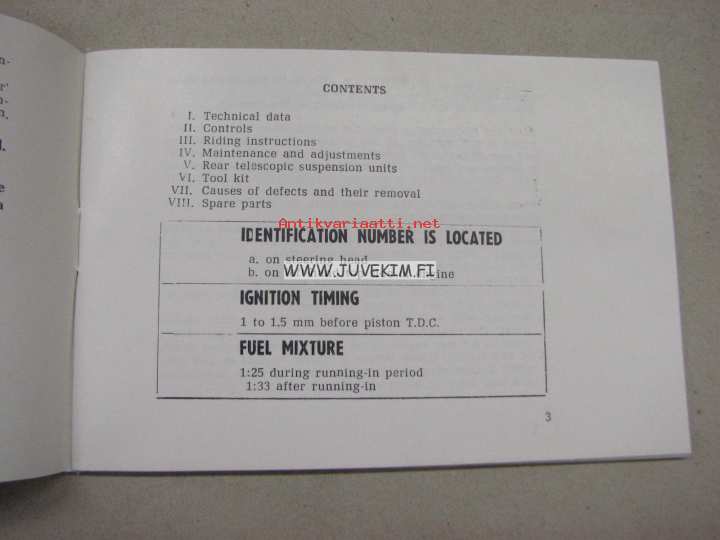 n-
r'
n-
n,
l.
e
a
CONTENTS
I. Technical data
II. Controls
III. Riding instructions
IV. Maintenance and adjustments
V. Rear telescopic suspension units
VI. Tool kit
VII. Causes of defects and their removal
VIII. Spare parts
Antikvariaatti.net
IDENTIFICATION NUMBER IS LOCATED
a. on steering head
WWW.JUVEKIM.FI
b. on
IGNITION TIMING
1 to 1.5 mm before piston T.D.C.
FUEL MIXTURE
1:25 during running-in period
1:33 after running-in
3